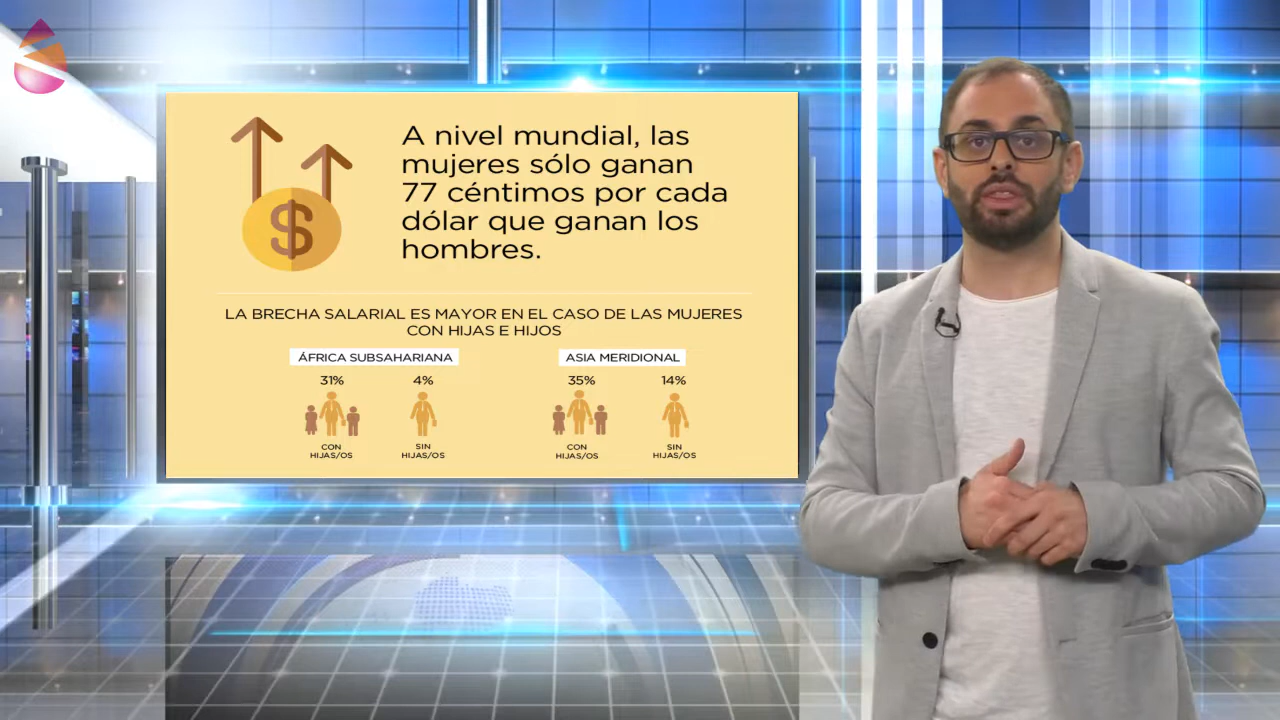 A nivel mundial, las
mujeres sólo ganan
77 céntimos por cada
dólar que ganan los
hombres.
LA BRECHA SALARIAL ES MAYOR EN EL CASO DE LAS MUJERES
CON HIJAS E HIJOS
ÁFRICA SUBSAHARIANA
ASIA MERIDIONAL
31%
4%
35%
14%
CON
HIJAS/OS
SIN
HIJAS/OS
CON
HIJAS/OS
SIN
HIJAS/OS